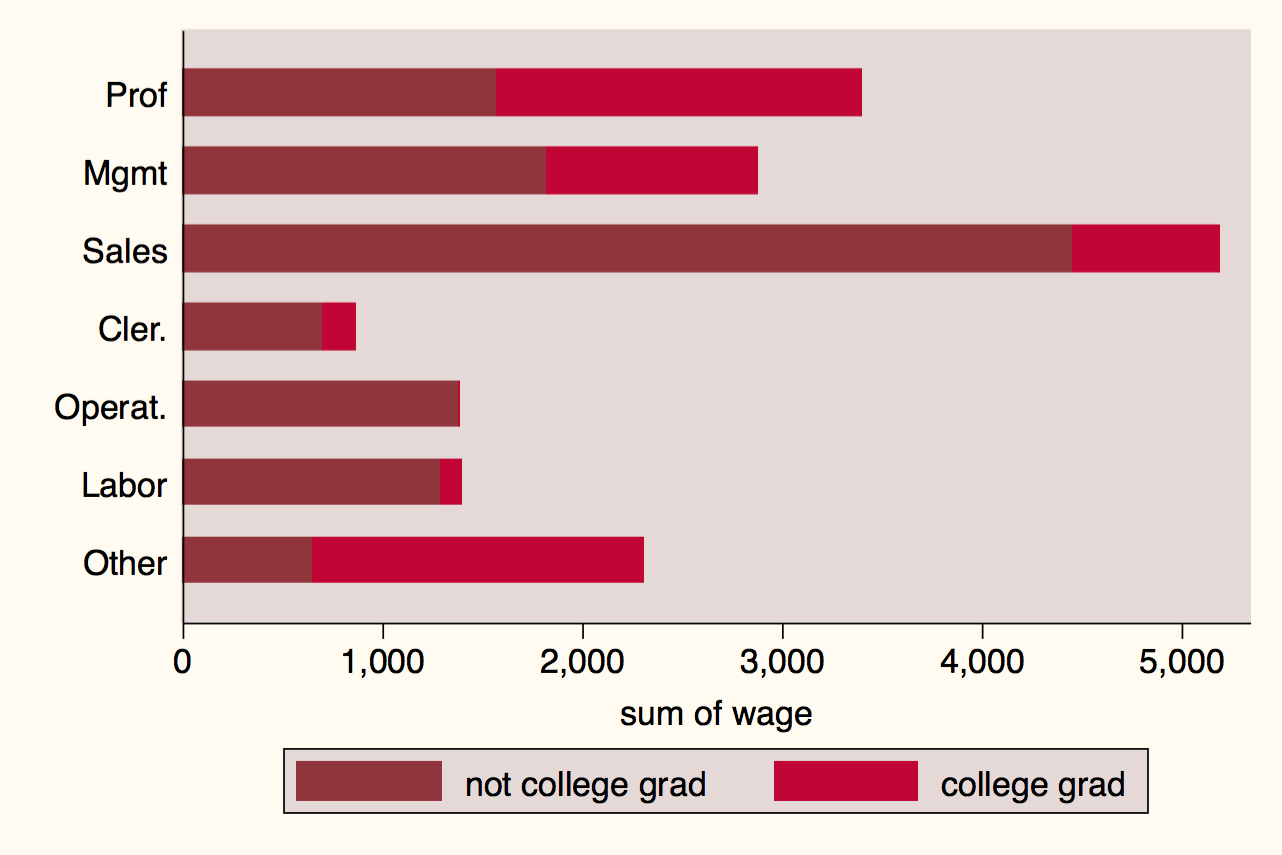 Prof
Mgmt
Sales
Cler.
Operat.
Labor
Other
0 1,000 2,000 3,000 4,000 5,000
sum of wage
not college grad college grad